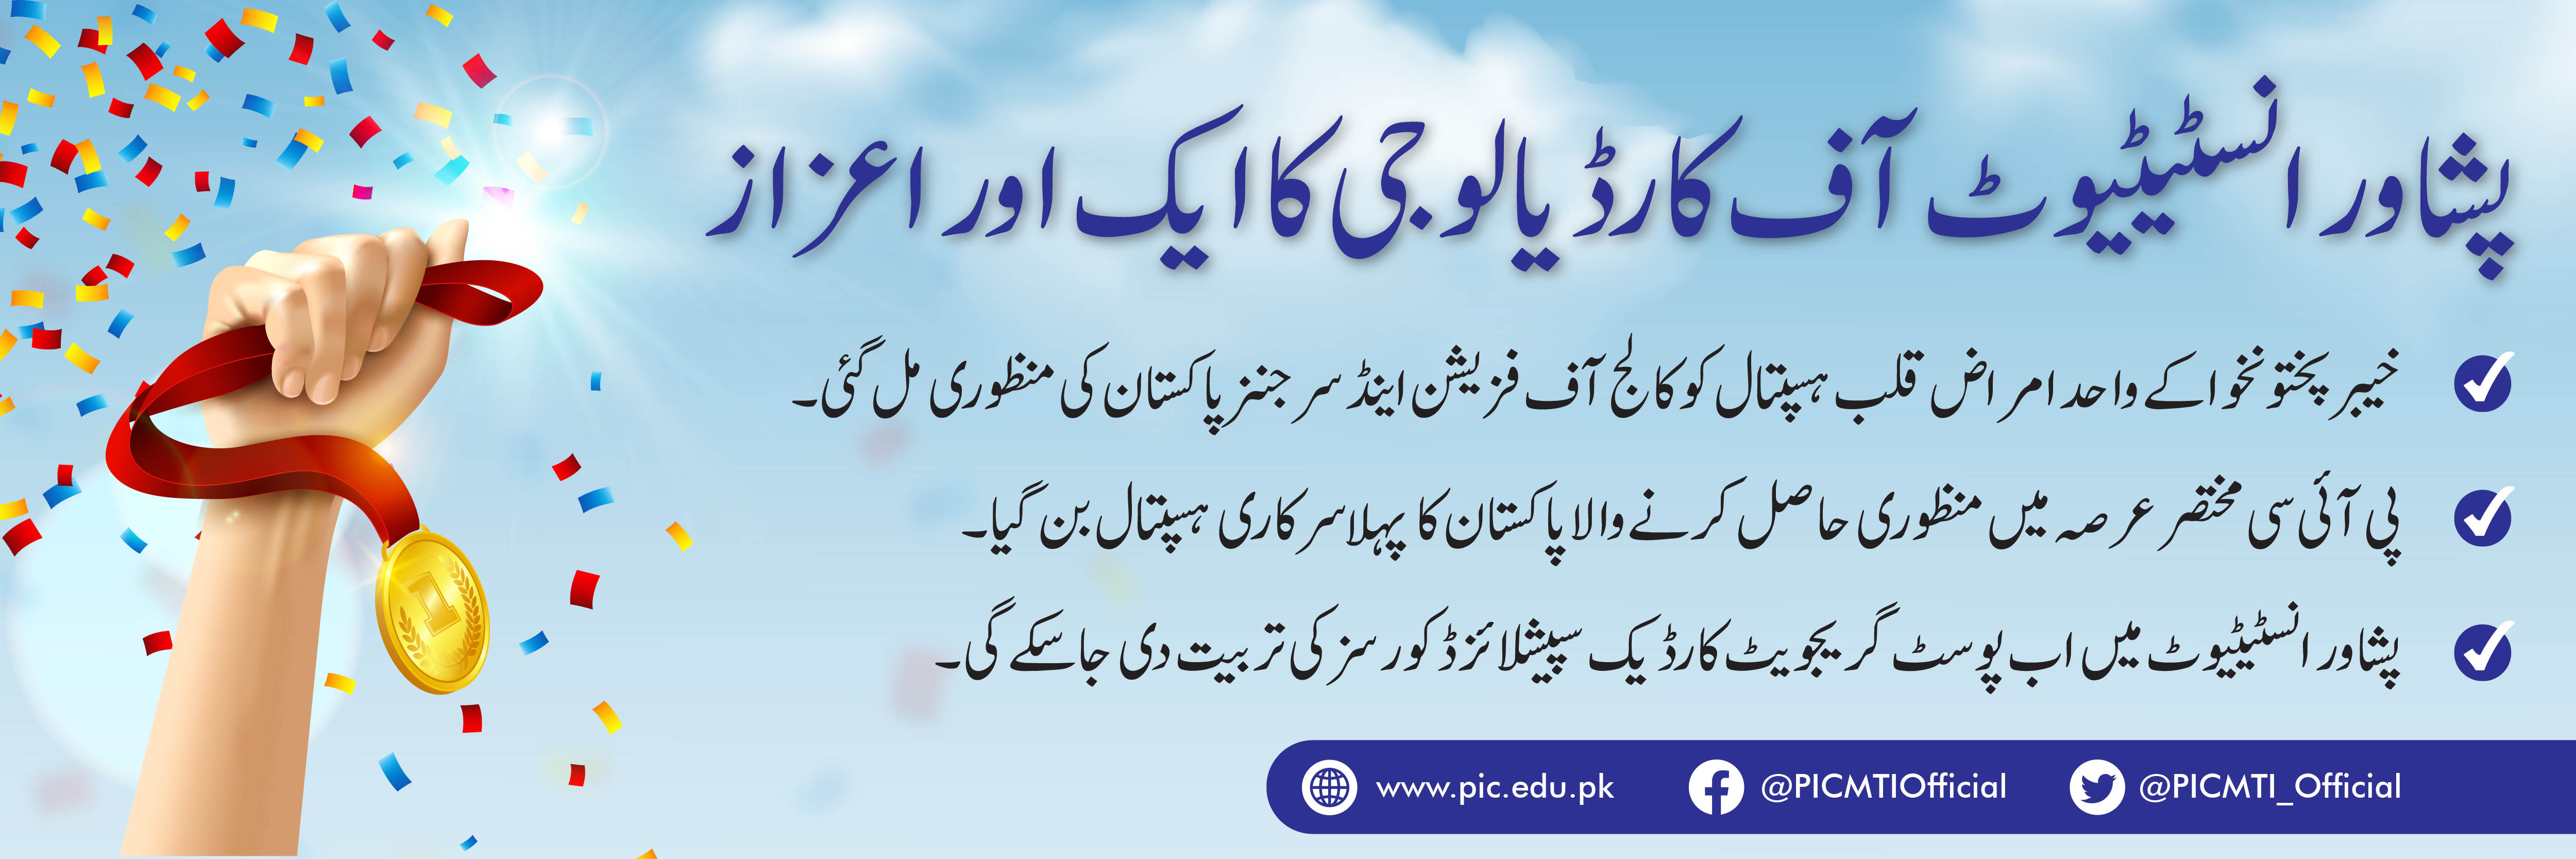 پشاور انسٹیٹیوٹ آف کارڈیالوجی کا ایک اور اعزاز
خیبر پختونخوا کے واحد امراض قلب ہسپتال کو کالج آف فزیشن اینڈ سرجننز پاکستان کی منظوری مل گئی۔
پی آئی سی مختصر عرصہ میں منظوری حاصل کرنے والا پاکستان کا پہلا سرکاری ہسپتال بن گیا۔
پشاور انسٹیٹیوٹ میں اب پوسٹ گریجویٹ کارڈیک سپیشلائزڈ کورسز کی تربیت دی جا سکے گی۔
www.pic.edu.pk @PICMTIOfficial @PICMTI_Official